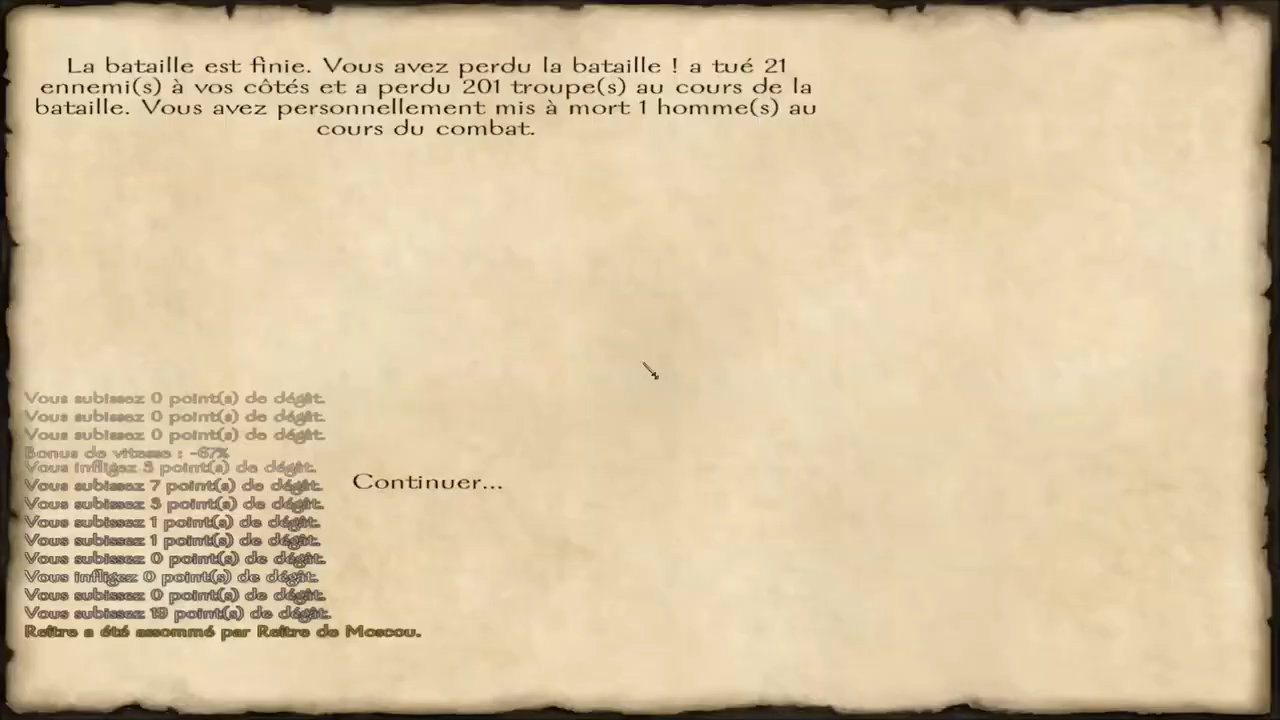 La bataille est finie. Vous avez perdu la bataille ! a tué 21
ennemi(s) à vos côtés et a perdu 201 troupe(s) au cours de la
bataille. Vous avez personnellement mis à mort 1 homme(s) au
cours du combat.
Vous subissez 0 point(s) de dégât.
Vous subissez 0 point(s) de dégât.
Vous subissez 0 point(s) de dégât.
Bonus de vitesse : -67%
Vous infligez 3 point(s) de dégât.
Vous subissez 7 point(s) de dégât.
Continuer...
Vous subissez 3 point(s) de dégât.
Vous subissez 1 point(s) de dégât.
Vous subissez 1 point(s) de dégât.
Vous subissez 0 point(s) de dégât.
Vous infligez 0 point(s) de dégât.
Vous subissez 0 point(s) de dégât.
Vous subissez 19 point(s) de dégât.
Reître a été assommé par Reître de Moscou.